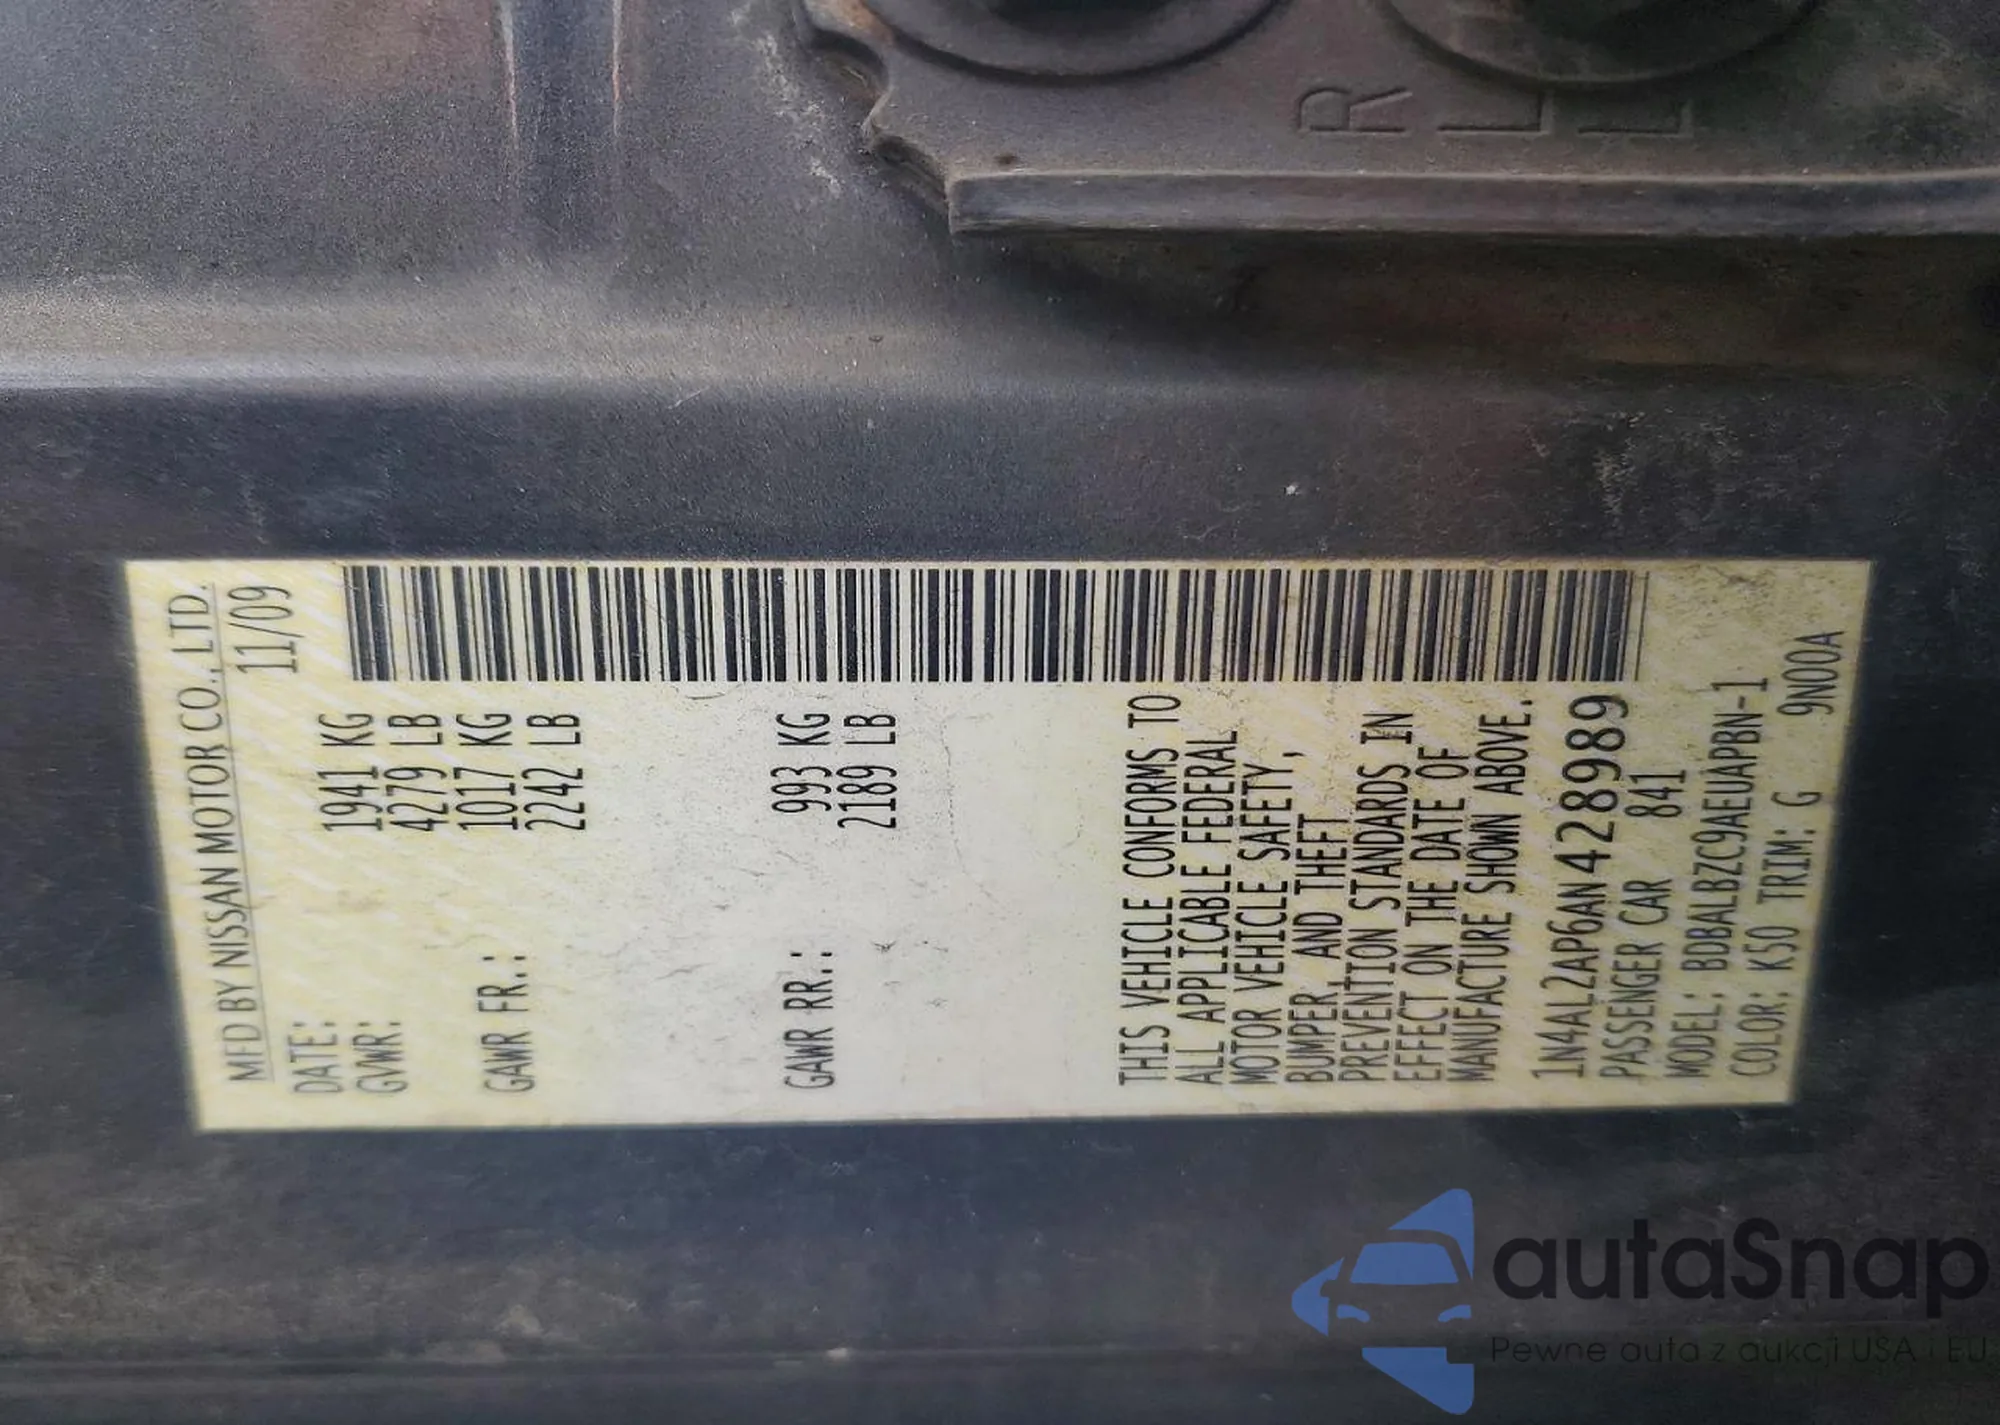 R L L
MFD BY NISSAN MOTOR CO., LTD.
DATE: 11/09
GVWR: 1941 KG
4279 LB
GAWR FR.: 1017 KG
2242 LB
GAWR RR.: 993 KG
2189 LB
THIS VEHICLE CONFORMS TO
ALL APPLICABLE FEDERAL
MOTOR VEHICLE SAFETY,
BUMPER, AND THEFT
PREVENTION STANDARDS IN
EFFECT ON THE DATE OF
MANUFACTURE SHOWN ABOVE.
1N4AL2AP6AN428989
PASSENGER CAR 841
MODEL: BDBALBZC9AEUAPBN-1
COLOR: K50 TRIM: G 9N00A
autaSnap
Pewne auta z aukcji USA i EU